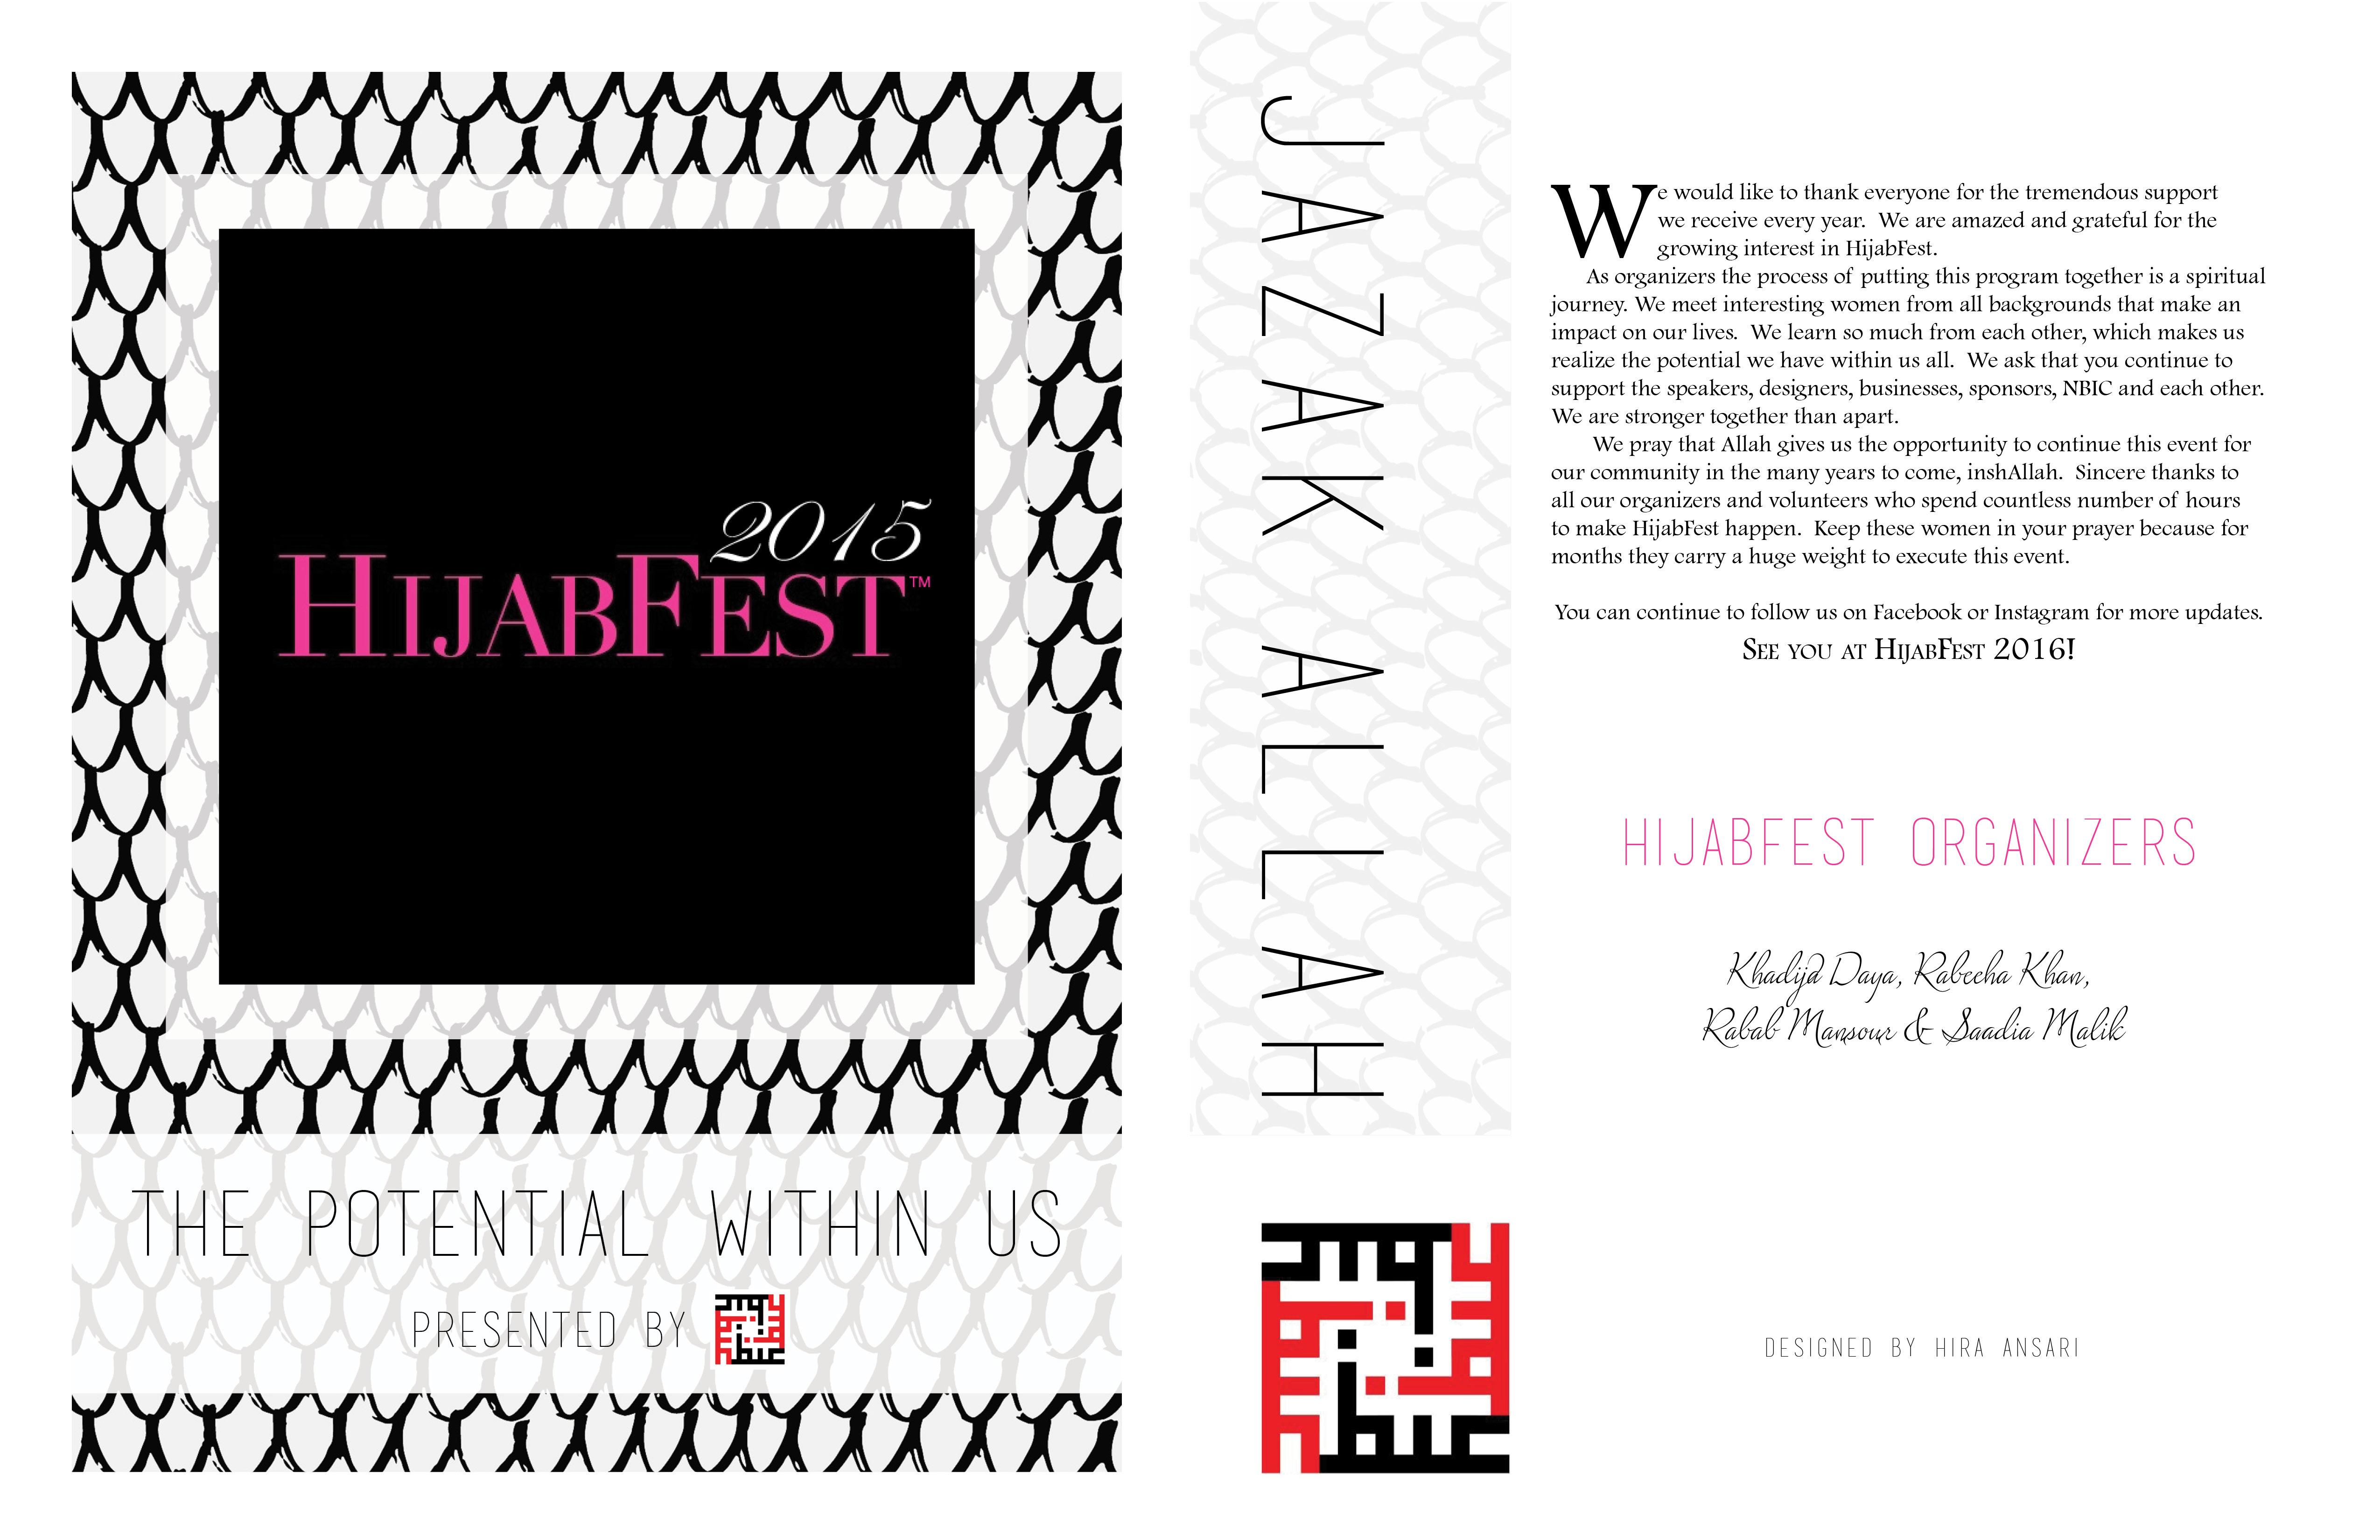 2015
HIJABFEST™
THE POTENTIAL WITHIN US
PRESENTED BY
JAZAK ALLAH
We would like to thank everyone for the tremendous support
we receive every year.  We are amazed and grateful for the
growing interest in HijabFest.
As organizers the process of putting this program together is a spiritual
journey. We meet interesting women from all backgrounds that make an
impact on our lives.  We learn so much from each other, which makes us
realize the potential we have within us all.  We ask that you continue to
support the speakers, designers, businesses, sponsors, NBIC and each other.
We are stronger together than apart.
We pray that Allah gives us the opportunity to continue this event for
our community in the many years to come, inshAllah.  Sincere thanks to
all our organizers and volunteers who spend countless number of hours
to make HijabFest happen.  Keep these women in your prayer because for
months they carry a huge weight to execute this event.
You can continue to follow us on Facebook or Instagram for more updates.
SEE YOU AT HIJABFEST 2016!
HIJABFEST ORGANIZERS
Khadija Daya, Rabeeha Khan,
Rabab Mansour & Saadia Malik
DESIGNED BY HIRA ANSARI